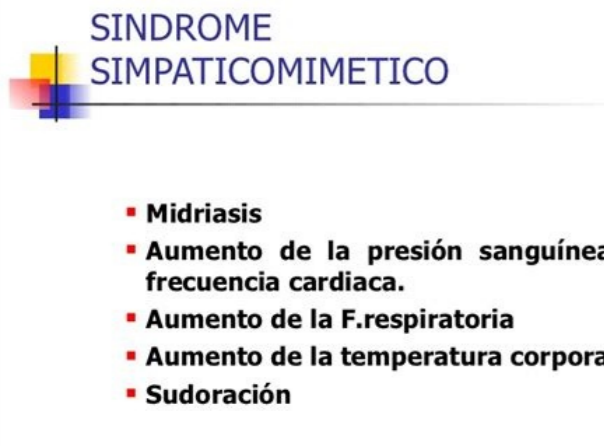 SINDROME
SIMPATICOMIMETICO
Midriasis
Aumento de la presión sanguínea
frecuencia cardiaca.
Aumento de la F.respiratoria
Aumento de la temperatura corpora
Sudoración